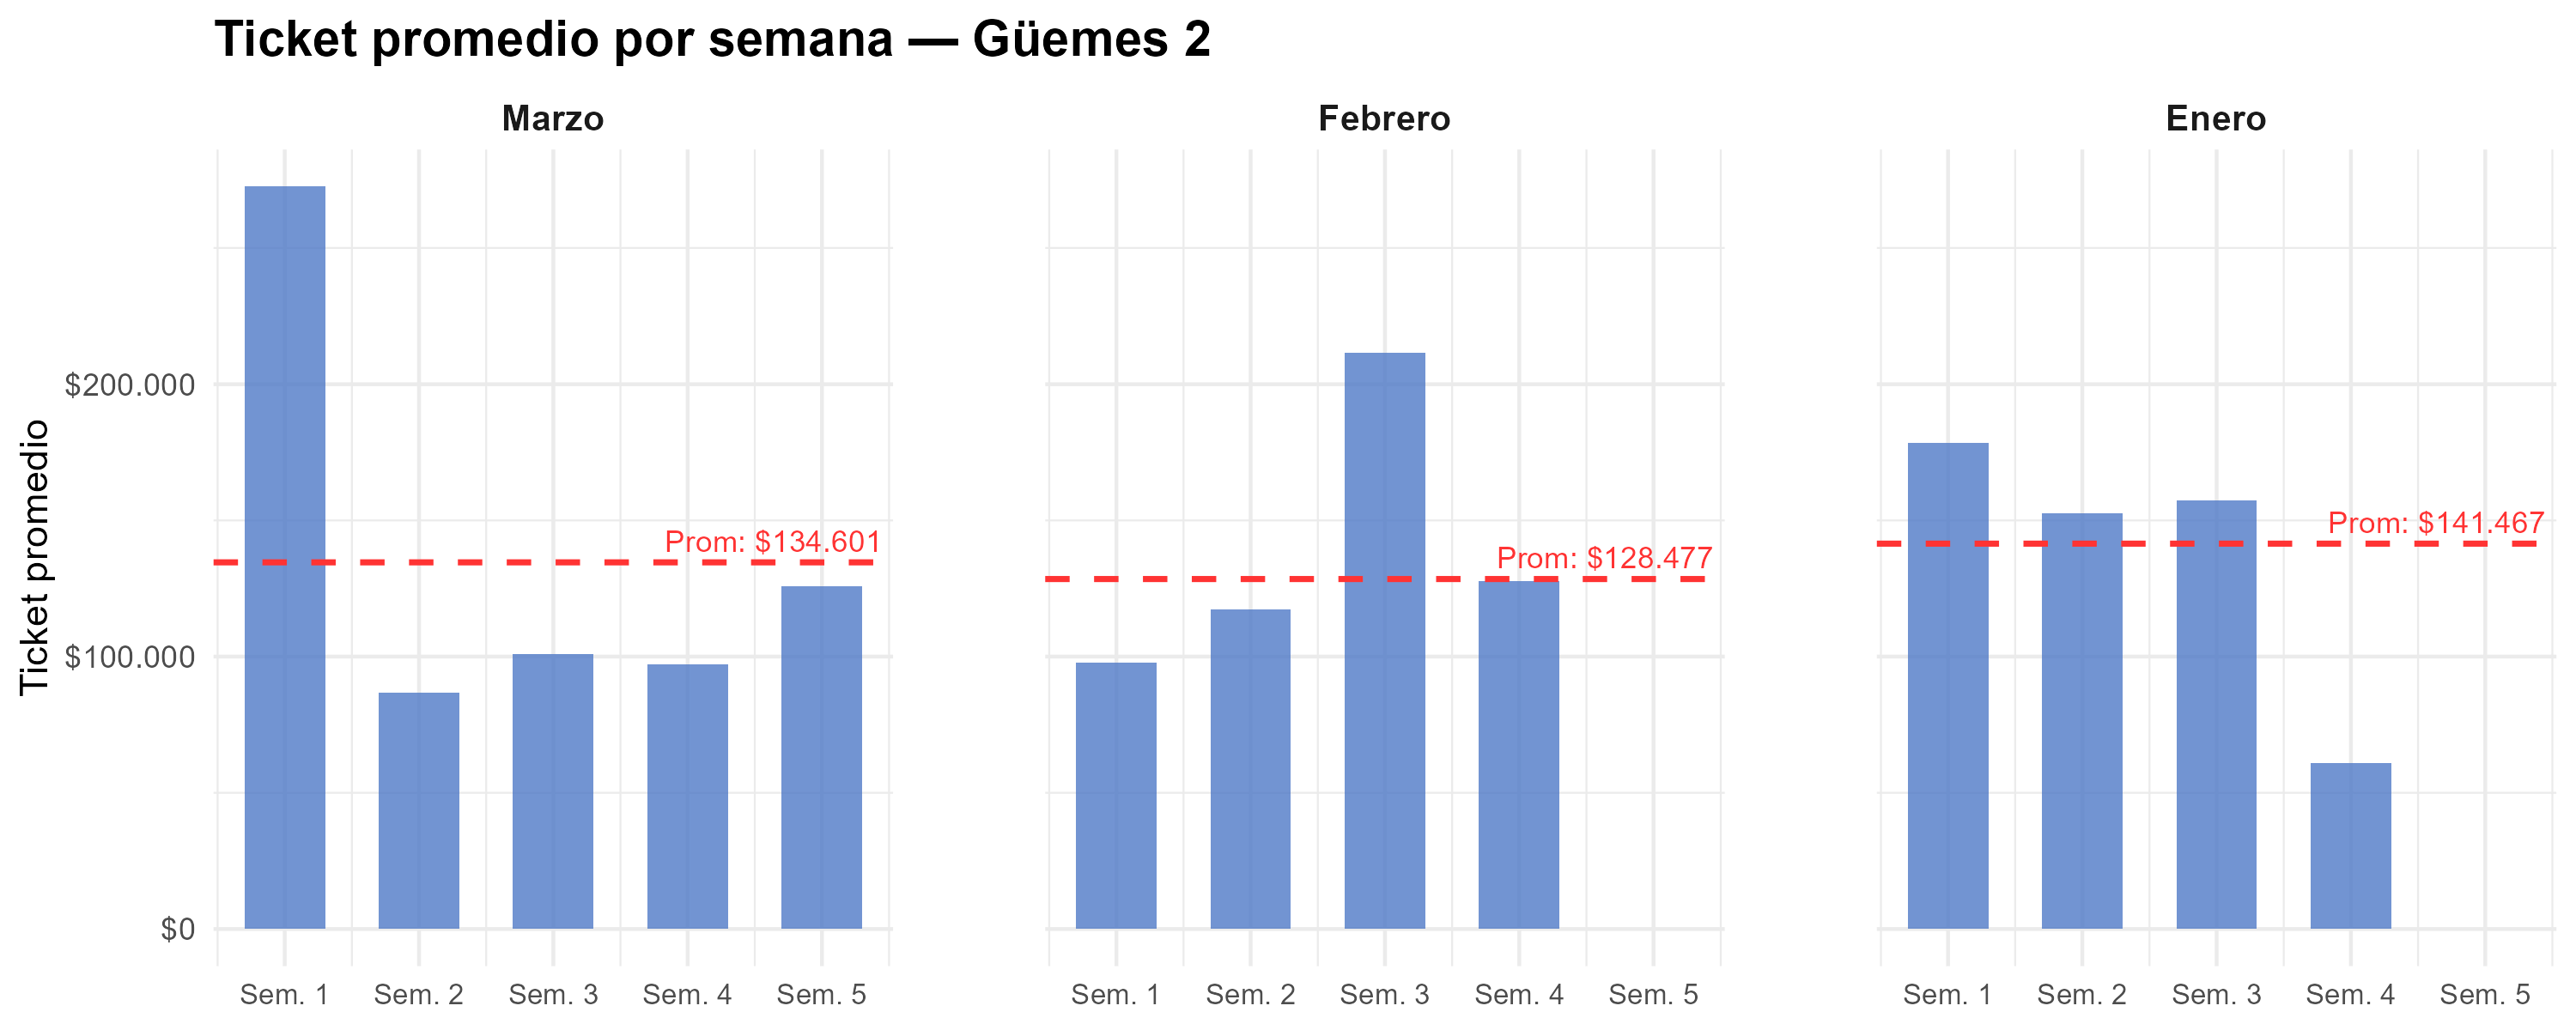 Ticket promedio por semana — Güemes 2
Marzo
Febrero
Enero
Ticket promedio
$200.000
$100.000
$0
Prom: $134.601
Prom: $128.477
Prom: $141.467
Sem. 1 Sem. 2 Sem. 3 Sem. 4 Sem. 5
Sem. 1 Sem. 2 Sem. 3 Sem. 4 Sem. 5
Sem. 1 Sem. 2 Sem. 3 Sem. 4 Sem. 5